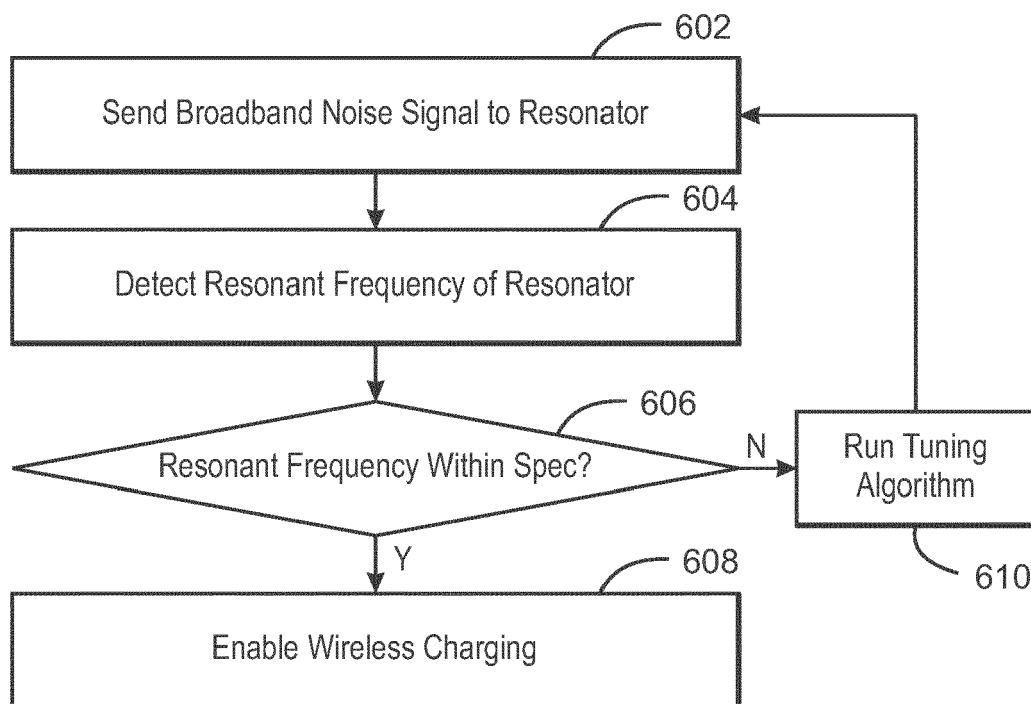 602
Send Broadband Noise Signal to Resonator
604
Detect Resonant Frequency of Resonator
606
Resonant Frequency Within Spec?
N
Run Tuning
Algorithm
610
Y
608
Enable Wireless Charging